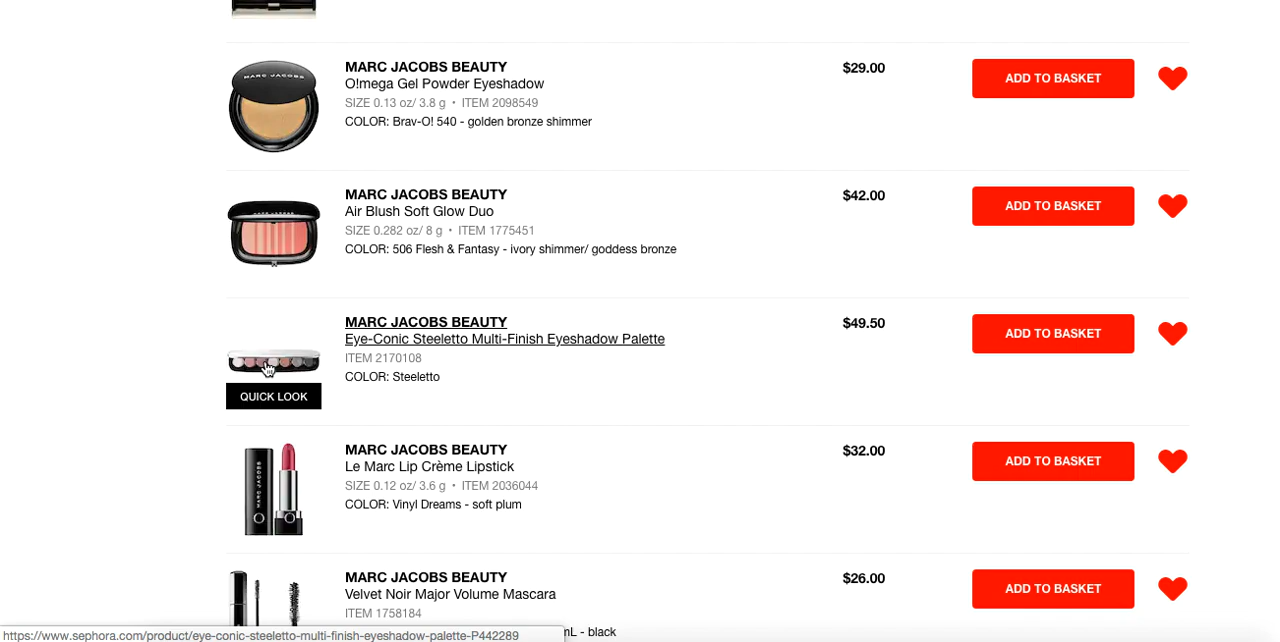 MARC JACOBS
MARC JACOBS BEAUTY
O!mega Gel Powder Eyeshadow
SIZE 0.13 oz/ 3.8 g • ITEM 2098549
COLOR: Brav-O! 540 - golden bronze shimmer
$29.00
ADD TO BASKET
MARC JACOBS BEAUTY
Air Blush Soft Glow Duo
SIZE 0.282 oz/ 8 g • ITEM 1775451
COLOR: 506 Flesh & Fantasy - ivory shimmer/ goddess bronze
$42.00
ADD TO BASKET
QUICK LOOK
MARC JACOBS BEAUTY
Eye-Conic Steeletto Multi-Finish Eyeshadow Palette
ITEM 2170108
COLOR: Steeletto
$49.50
ADD TO BASKET
MARC JACOBS
MARC JACOBS BEAUTY
Le Marc Lip Crème Lipstick
SIZE 0.12 oz/ 3.6 g • ITEM 2036044
COLOR: Vinyl Dreams - soft plum
$32.00
ADD TO BASKET
MARC JACOBS BEAUTY
Velvet Noir Major Volume Mascara
ITEM 1758184
mL - black
$26.00
ADD TO BASKET
https://www.sephora.com/product/eye-conic-steeletto-multi-finish-eyeshadow-palette-P442289